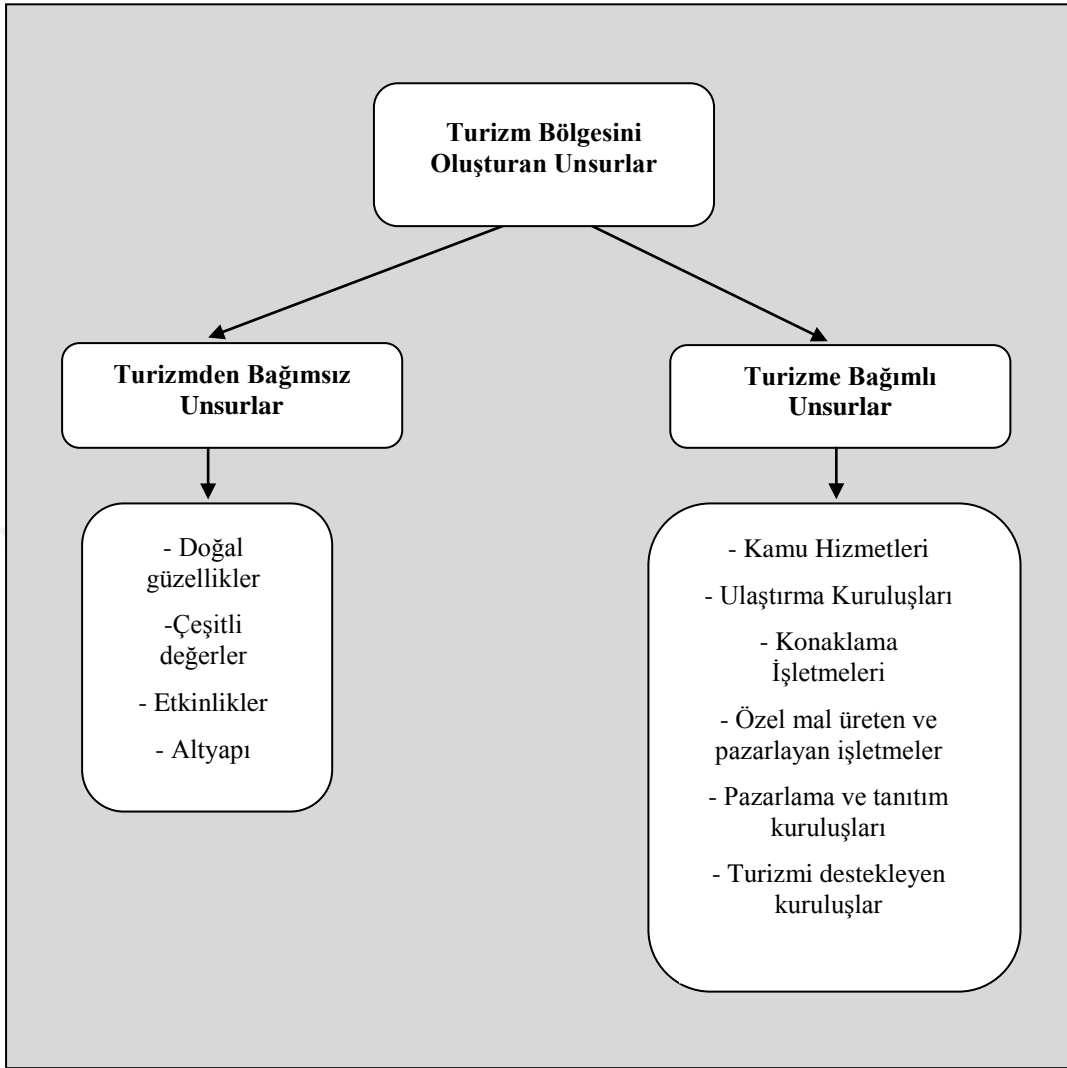 Turizm Bölgesini
Oluşturan Unsurlar
Turizmden Bağımsız
Unsurlar
Turizme Bağımlı
Unsurlar
- Doğal
güzellikler
-Çeşitli
değerler
- Etkinlikler
- Altyapı
- Kamu Hizmetleri
- Ulaştırma Kuruluşları
- Konaklama
İşletmeleri
- Özel mal üreten ve
pazarlayan işletmeler
- Pazarlama ve tanıtım
kuruluşları
- Turizmi destekleyen
kuruluşlar